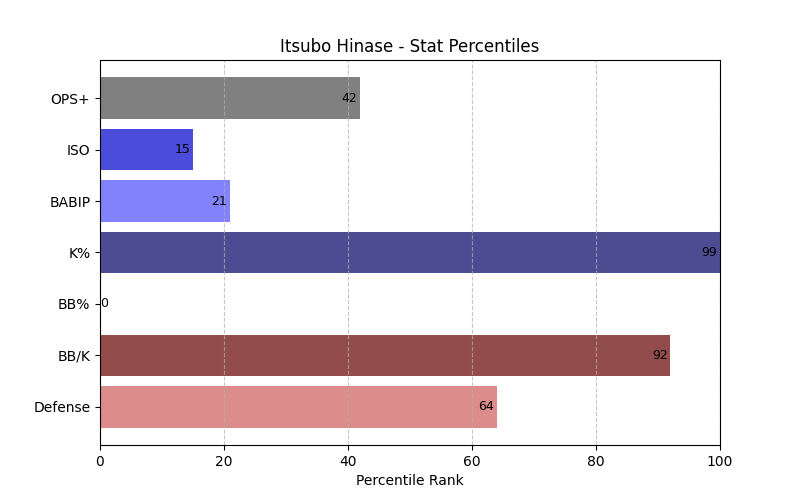 Itsubo Hinase - Stat Percentiles
OPS+ 42
ISO 15
BABIP 21
K% 99
BB% 0
BB/K 92
Defense 64
0 20 40 60 80 100
Percentile Rank